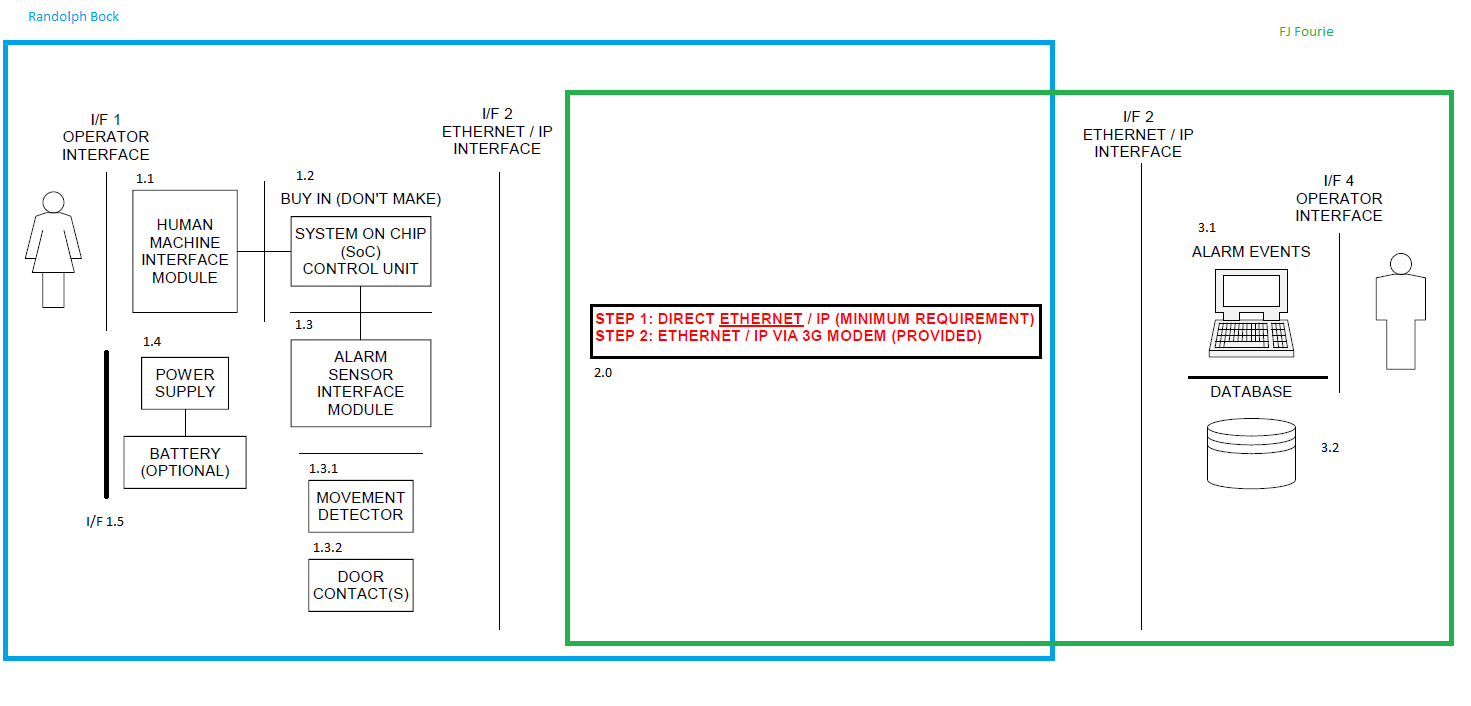 Randolph Bock
FJ Fourie
I/F 1
OPERATOR
INTERFACE
1.1
HUMAN
MACHINE
INTERFACE
MODULE
1.2
BUY IN (DON'T MAKE)
SYSTEM ON CHIP
(SoC)
CONTROL UNIT
1.3
ALARM
SENSOR
INTERFACE
MODULE
1.4
POWER
SUPPLY
BATTERY
(OPTIONAL)
I/F 1.5
1.3.1
MOVEMENT
DETECTOR
1.3.2
DOOR
CONTACT(S)
I/F 2
ETHERNET / IP
INTERFACE
STEP 1: DIRECT ETHERNET / IP (MINIMUM REQUIREMENT)
STEP 2: ETHERNET / IP VIA 3G MODEM (PROVIDED)
2.0
I/F 2
ETHERNET / IP
INTERFACE
I/F 4
OPERATOR
INTERFACE
3.1
ALARM EVENTS
DATABASE
3.2